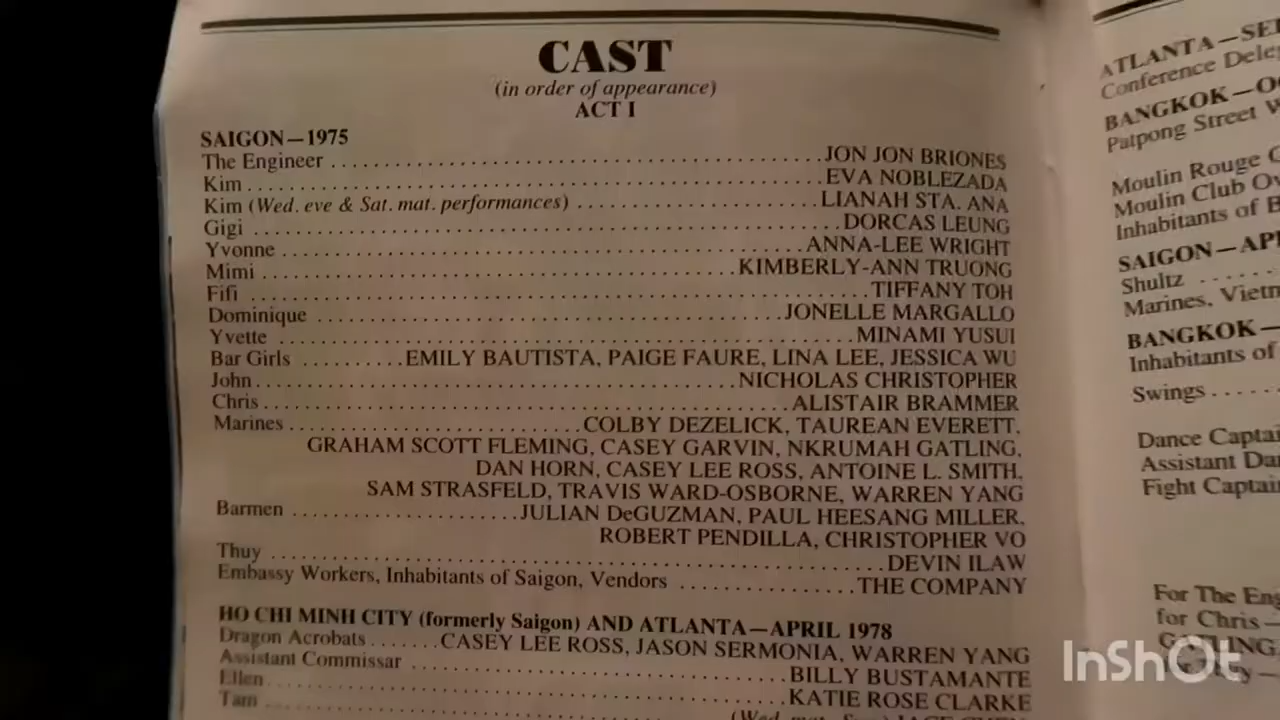 CAST
(in order of appearance)
ACT I
SAIGON—1975
The Engineer ........ JON JON BRIONES
Kim ........ EVA NOBLEZADA
Kim (Wed. eve & Sat. mat. performances) ........ LIANAH STA. ANA
Gigi ........ DORCAS LEUNG
Yvonne ........ ANNA-LEE WRIGHT
Mimi ........ KIMBERLY-ANN TRUONG
Fifi ........ TIFFANY TOH
Dominique ........ JONELLE MARGALLO
Yvette ........ MINAMI YUSUI
Bar Girls ........ EMILY BAUTISTA, PAIGE FAURE, LINA LEE, JESSICA WU
John ........ NICHOLAS CHRISTOPHER
Chris ........ ALISTAIR BRAMMER
Marines ........ COLBY DEZELICK, TAUREAN EVERETT,
GRAHAM SCOTT FLEMING, CASEY GARVIN, NKRUMAH GATLING,
DAN HORN, CASEY LEE ROSS, ANTOINE L. SMITH,
SAM STRASFELD, TRAVIS WARD-OSBORNE, WARREN YANG
Barmen ........ JULIAN DeGUZMAN, PAUL HEESANG MILLER,
ROBERT PENDILLA, CHRISTOPHER VO
Thuy ........ DEVIN ILAW
Embassy Workers, Inhabitants of Saigon, Vendors ........ THE COMPANY
HO CHI MINH CITY (formerly Saigon) AND ATLANTA—APRIL 1978
Dragon Acrobats ........ CASEY LEE ROSS, JASON SERMONIA, WARREN YANG
Assistant Commissar ........ BILLY BUSTAMANTE
Ellen ........ KATIE ROSE CLARKE
Tam ........
ATLANTA—SE
Conference Dele
BANGKOK—O
Patpong Street
Moulin Rouge
Moulin Club Ow
Inhabitants of B
SAIGON—AP
Shultz ......
Marines, Vietn
BANGKOK—
Inhabitants of
Swings .....
Dance Captai
Assistant Da
Fight Captai
For The Eng
for Chris—
InShOt